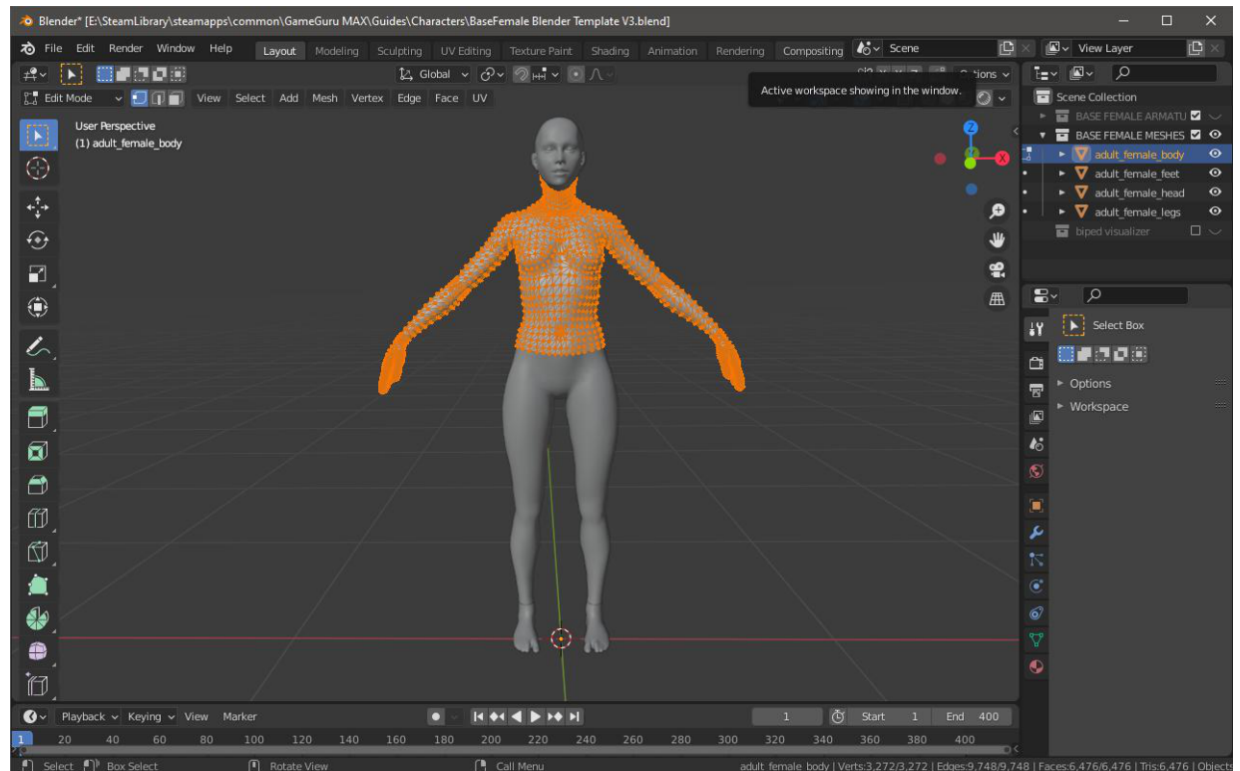 Blender* [E:\SteamLibrary\steamapps\common\GameGuru MAX\Guides\Characters\BaseFemale Blender Template V3.blend]
File Edit Render Window Help Layout Modeling Sculpting UV Editing Texture Paint Shading Animation Rendering Compositing Scene View Layer
Global
Edit Mode View Select Add Mesh Vertex Edge Face UV
Active workspace showing in the window.
User Perspective
(1) adult_female_body
Z
X
Scene Collection
BASE FEMALE ARMATU
BASE FEMALE MESHES
adult_female_body
adult_female_feet
adult_female_head
adult_female_legs
biped visualizer
Select Box
Options
Workspace
Playback Keying View Marker 1 Start 1 End 400
1 20 40 60 80 100 120 140 160 180 200 220 240 260 280 300 320 340 360 380 400
Select Box Select Rotate View Call Menu adult_female_body | Verts:3,272/3,272 | Edges:9,748/9,748 | Faces:6,476/6,476 | Tris:6,476 | Objects